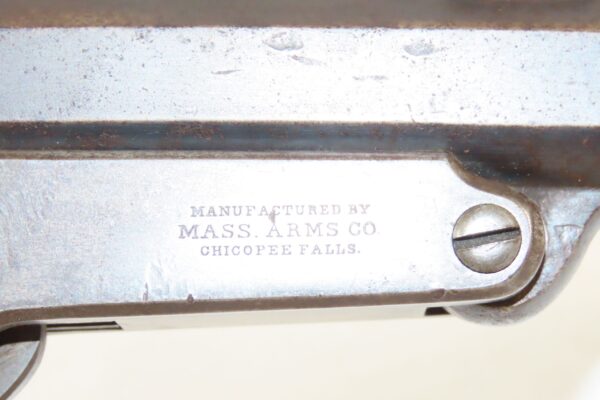 MANUFACTURED BY
MASS. ARMS CO.
CHICOPEE FALLS.